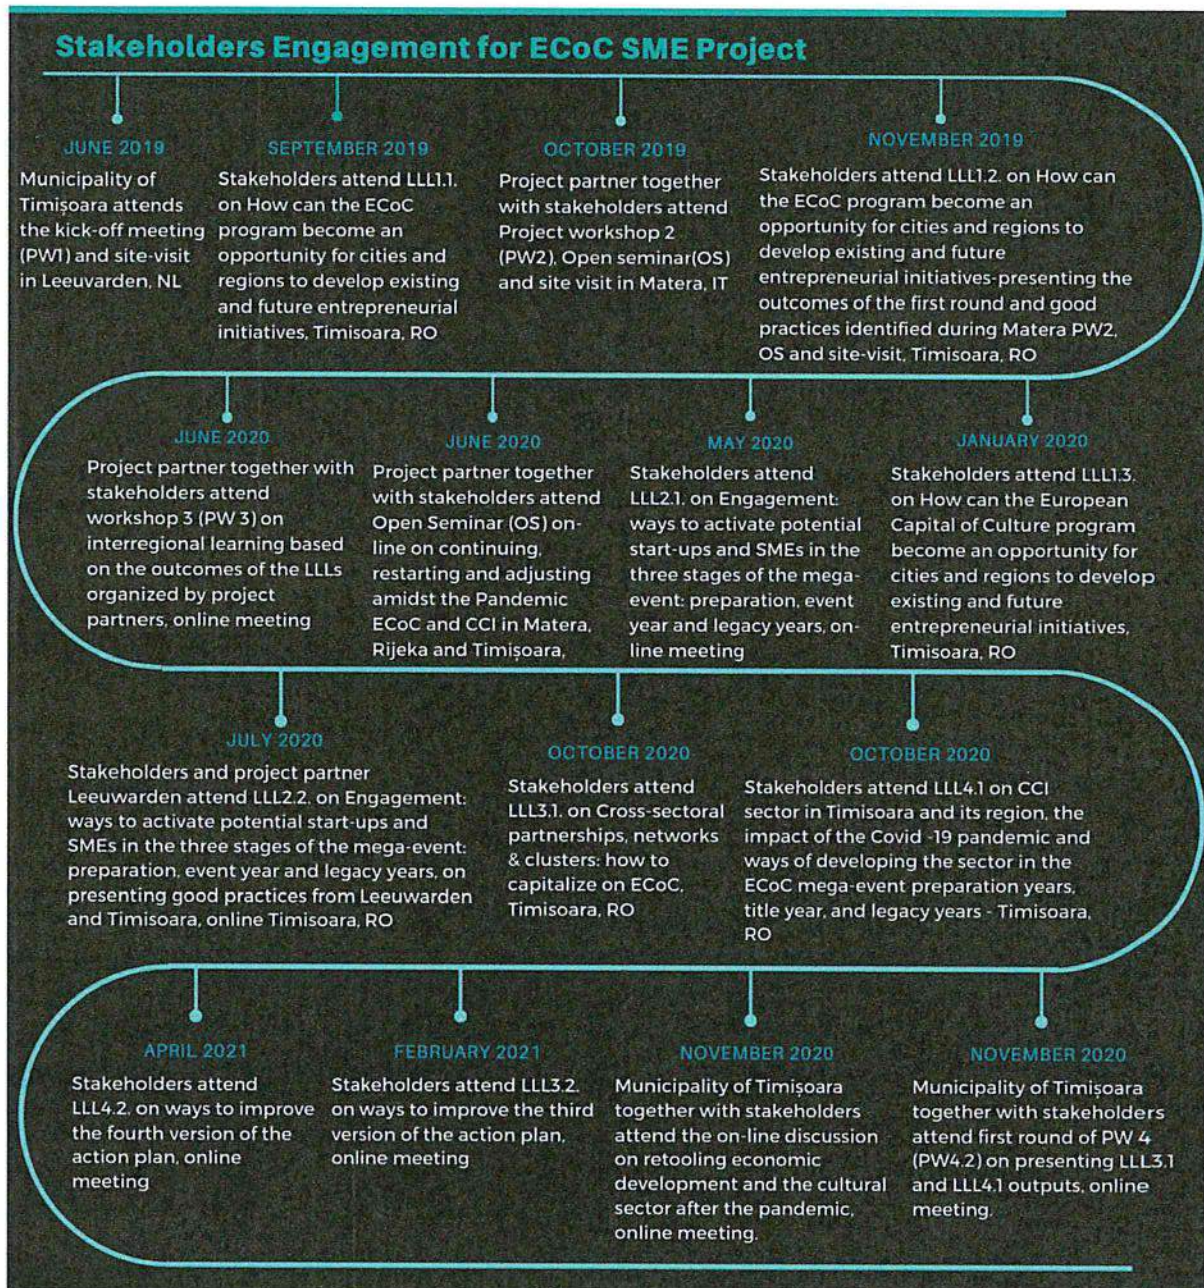 Stakeholders Engagement for ECoC SME Project
JUNE 2019
Municipality of
Timișoara attends
the kick-off meeting
(PW1) and site-visit
in Leeuvarden, NL
SEPTEMBER 2019
Stakeholders attend LLL1.1.
on How can the ECoC
program become an
opportunity for cities and
regions to develop existing
and future entrepreneurial
initiatives, Timisoara, RO
OCTOBER 2019
Project partner together
with stakeholders attend
Project workshop 2
(PW2), Open seminar(OS)
and site visit in Matera, IT
NOVEMBER 2019
Stakeholders attend LLL1.2. on How can
the ECoC program become an
opportunity for cities and regions to
develop existing and future
entrepreneurial initiatives-presenting the
outcomes of the first round and good
practices identified during Matera PW2,
OS and site-visit, Timisoara, RO
JUNE 2020
Project partner together with
stakeholders attend
workshop 3 (PW 3) on
interregional learning based
on the outcomes of the LLLs
organized by project
partners, online meeting
JUNE 2020
Project partner together
with stakeholders attend
Open Seminar (OS) on-
line on continuing,
restarting and adjusting
amidst the Pandemic
ECoC and CCI in Matera,
Rijeka and Timișoara,
MAY 2020
Stakeholders attend
LLL2.1. on Engagement:
ways to activate potential
start-ups and SMEs in the
three stages of the mega-
event: preparation, event
year and legacy years, on-
line meeting
JANUARY 2020
Stakeholders attend LLL1.3.
on How can the European
Capital of Culture program
become an opportunity for
cities and regions to develop
existing and future
entrepreneurial initiatives,
Timisoara, RO
JULY 2020
Stakeholders and project partner
Leeuwarden attend LLL2.2. on Engagement:
ways to activate potential start-ups and
SMEs in the three stages of the mega-event:
preparation, event year and legacy years, on
presenting good practices from Leeuwarden
and Timisoara, online Timisoara, RO
OCTOBER 2020
Stakeholders attend
LLL3.1. on Cross-sectoral
partnerships, networks
& clusters: how to
capitalize on ECoC,
Timisoara, RO
OCTOBER 2020
Stakeholders attend LLL4.1 on CCI
sector in Timisoara and its region, the
impact of the Covid -19 pandemic and
ways of developing the sector in the
ECoC mega-event preparation years,
title year, and legacy years - Timisoara,
RO
APRIL 2021
Stakeholders attend
LLL4.2. on ways to improve
the fourth version of the
action plan, online
meeting
FEBRUARY 2021
Stakeholders attend LLL3.2.
on ways to improve the third
version of the action plan,
online meeting
NOVEMBER 2020
Municipality of Timișoara
together with stakeholders
attend the on-line discussion
on retooling economic
development and the cultural
sector after the pandemic,
online meeting.
NOVEMBER 2020
Municipality of Timișoara
together with stakeholders
attend first round of PW 4
(PW4.2) on presenting LLL3.1
and LLL4.1 outputs, online
meeting.